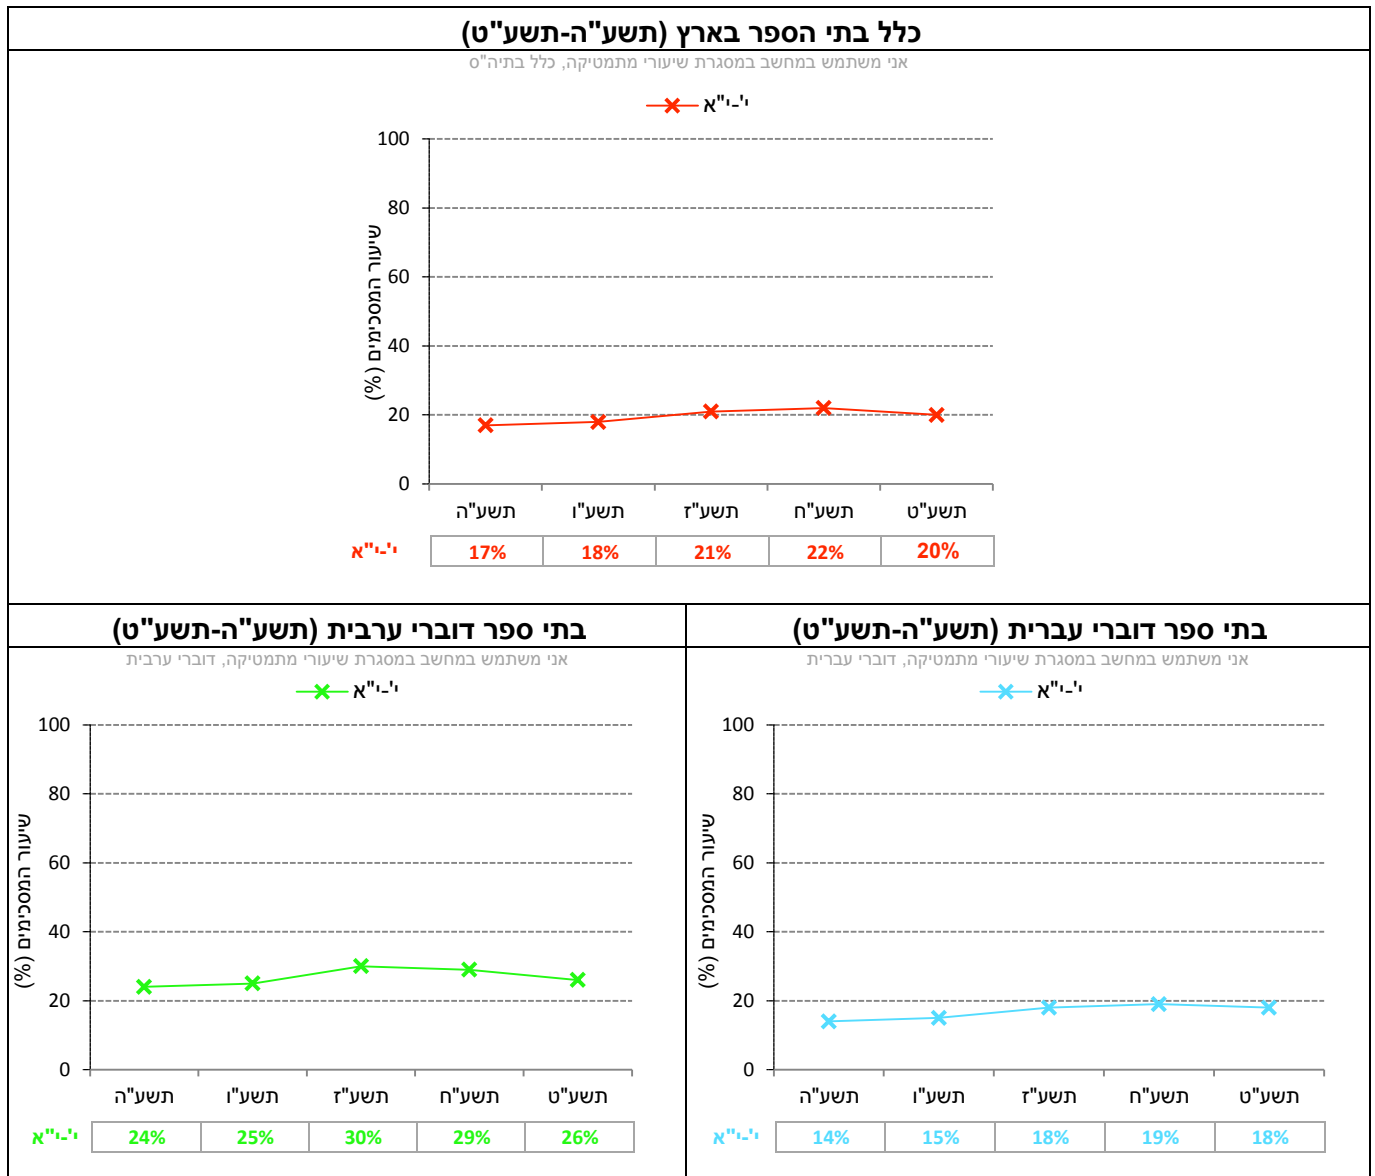 כלל בתי הספר בארץ (תשע"ה-תשע"ט)
אני משתמש במחשב במסגרת שיעורי מתמטיקה, כלל בתיה"ס
י'-י"א
שיעור המסכימים (%)
100
80
60
40
20
0
תשע"ה תשע"ו תשע"ז תשע"ח תשע"ט
י'-י"א 17% 18% 21% 22% 20%
בתי ספר דוברי עברית (תשע"ה-תשע"ט)
אני משתמש במחשב במסגרת שיעורי מתמטיקה, דוברי עברית
י'-י"א
שיעור המסכימים (%)
100
80
60
40
20
0
תשע"ה תשע"ו תשע"ז תשע"ח תשע"ט
י'-י"א 14% 15% 18% 19% 18%
בתי ספר דוברי ערבית (תשע"ה-תשע"ט)
אני משתמש במחשב במסגרת שיעורי מתמטיקה, דוברי ערבית
י'-י"א
שיעור המסכימים (%)
100
80
60
40
20
0
תשע"ה תשע"ו תשע"ז תשע"ח תשע"ט
י'-י"א 24% 25% 30% 29% 26%